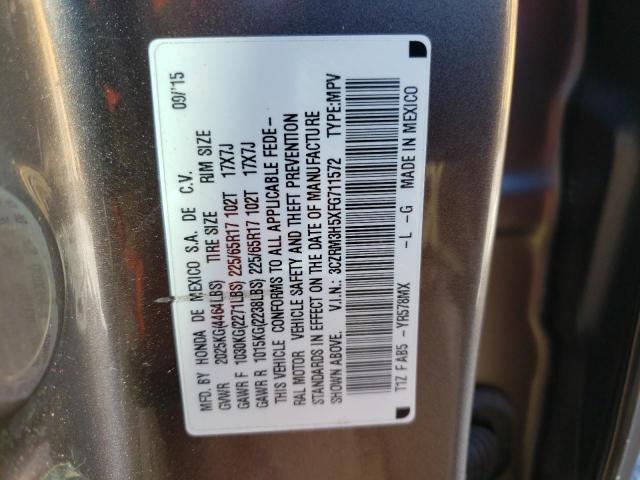 MFD. BY HONDA DE MEXICO S.A. DE C.V. 09/'15
GVWR 2025KG(4464LBS) TIRE SIZE RIM SIZE
GAWR F 1030KG(2271LBS) 225/65R17 102T 17X7J
GAWR R 1015KG(2238LBS) 225/65R17 102T 17X7J
THIS VEHICLE CONFORMS TO ALL APPLICABLE FEDE-
RAL MOTOR VEHICLE SAFETY AND THEFT PREVENTION
STANDARDS IN EFFECT ON THE DATE OF MANUFACTURE
SHOWN ABOVE. V.I.N.: 3CZRM3H5XFG711572 TYPE:MPV
T1Z F AB5 -YR578MX -L -G MADE IN MEXICO